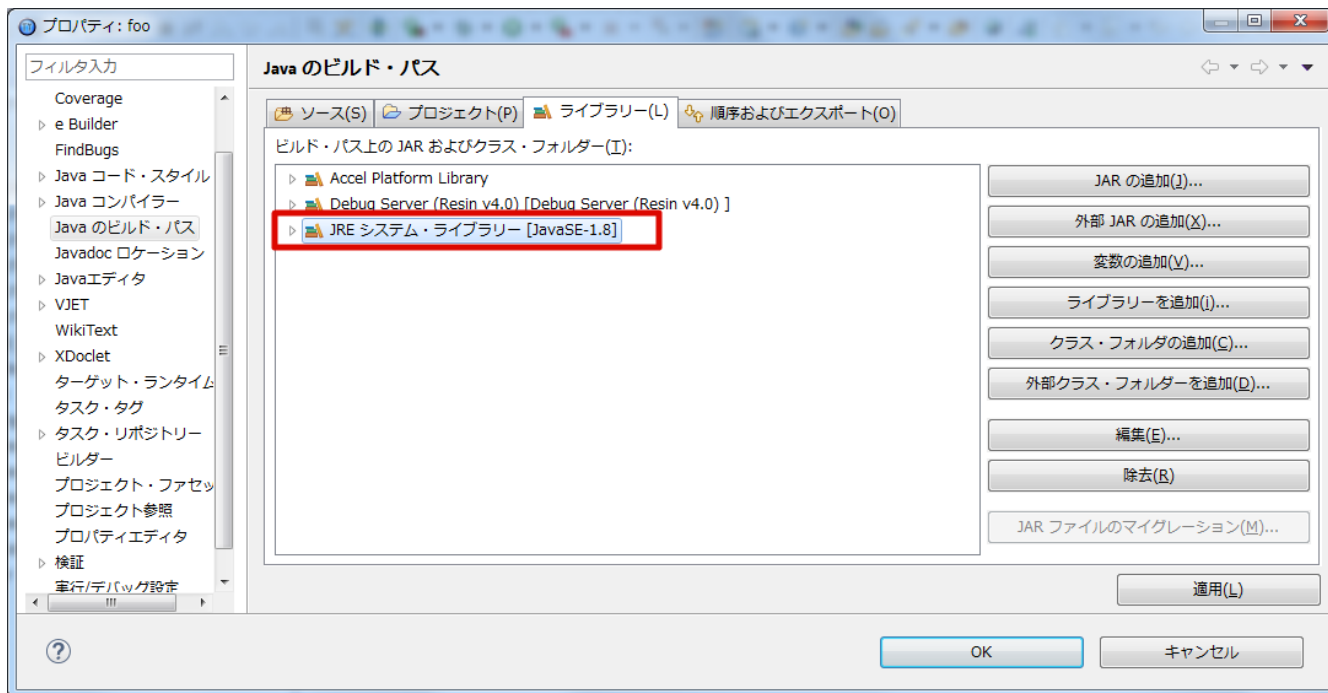 プロパティ: foo
フィルタ入力
Coverage
e Builder
FindBugs
Java コード・スタイル
Java コンパイラー
Java のビルド・パス
Javadoc ロケーション
Javaエディタ
VJET
WikiText
XDoclet
ターゲット・ランタイム
タスク・タグ
タスク・リポジトリー
ビルダー
プロジェクト・ファセッ
プロジェクト参照
プロパティエディタ
検証
実行/デバッグ設定
Java のビルド・パス
ソース(S) プロジェクト(P) ライブラリー(L) 順序およびエクスポート(O)
ビルド・パス上の JAR およびクラス・フォルダー(T):
Accel Platform Library
Debug Server (Resin v4.0) [Debug Server (Resin v4.0) ]
JRE システム・ライブラリー [JavaSE-1.8]
JAR の追加(J)...
外部 JAR の追加(X)...
変数の追加(V)...
ライブラリーを追加(i)...
クラス・フォルダの追加(C)...
外部クラス・フォルダーを追加(D)...
編集(E)...
除去(R)
JAR ファイルのマイグレーション(M)...
適用(L)
OK
キャンセル